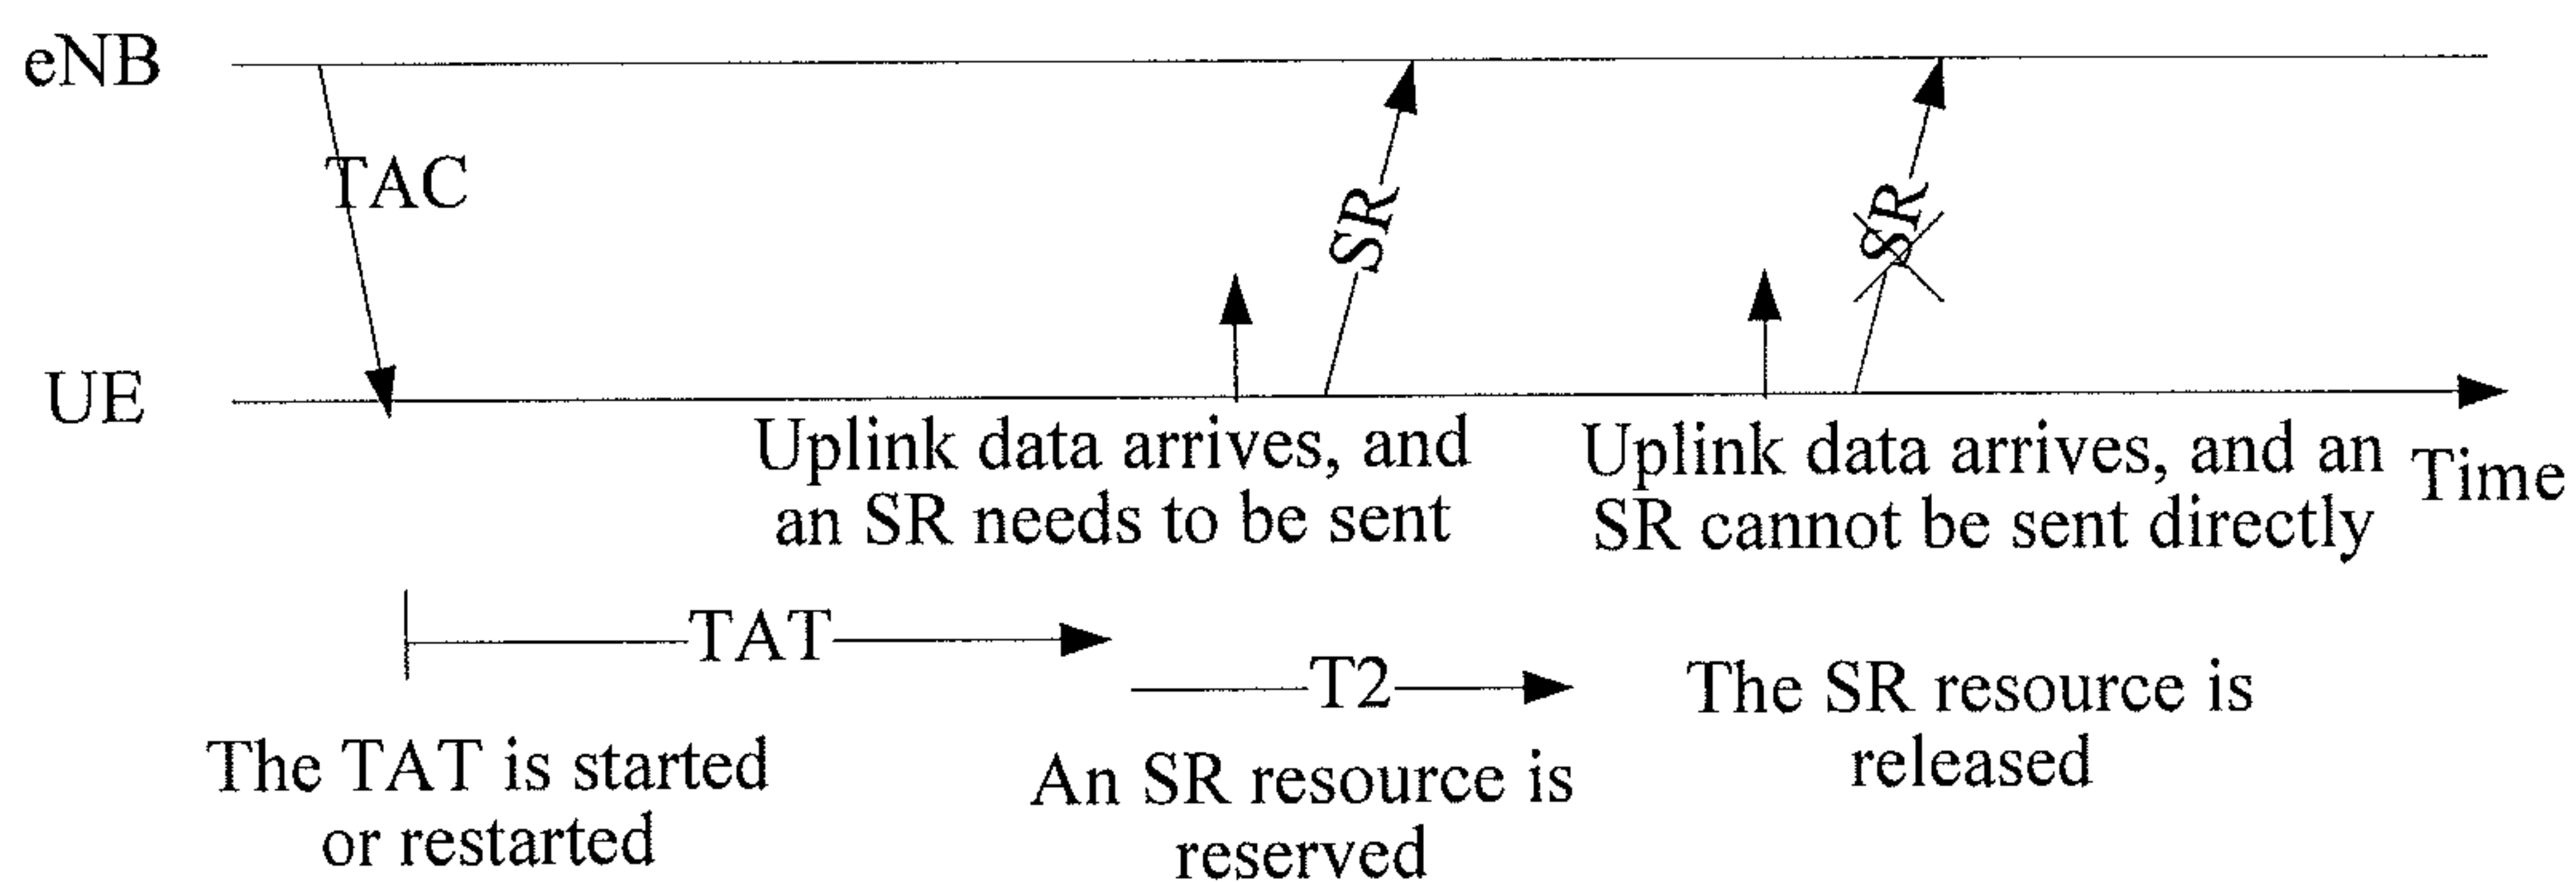 eNB
TAC
SR
SR
UE
Uplink data arrives, and
an SR needs to be sent
Uplink data arrives, and an
SR cannot be sent directly
Time
TAT
T2
The TAT is started
or restarted
An SR resource is
reserved
The SR resource is
released